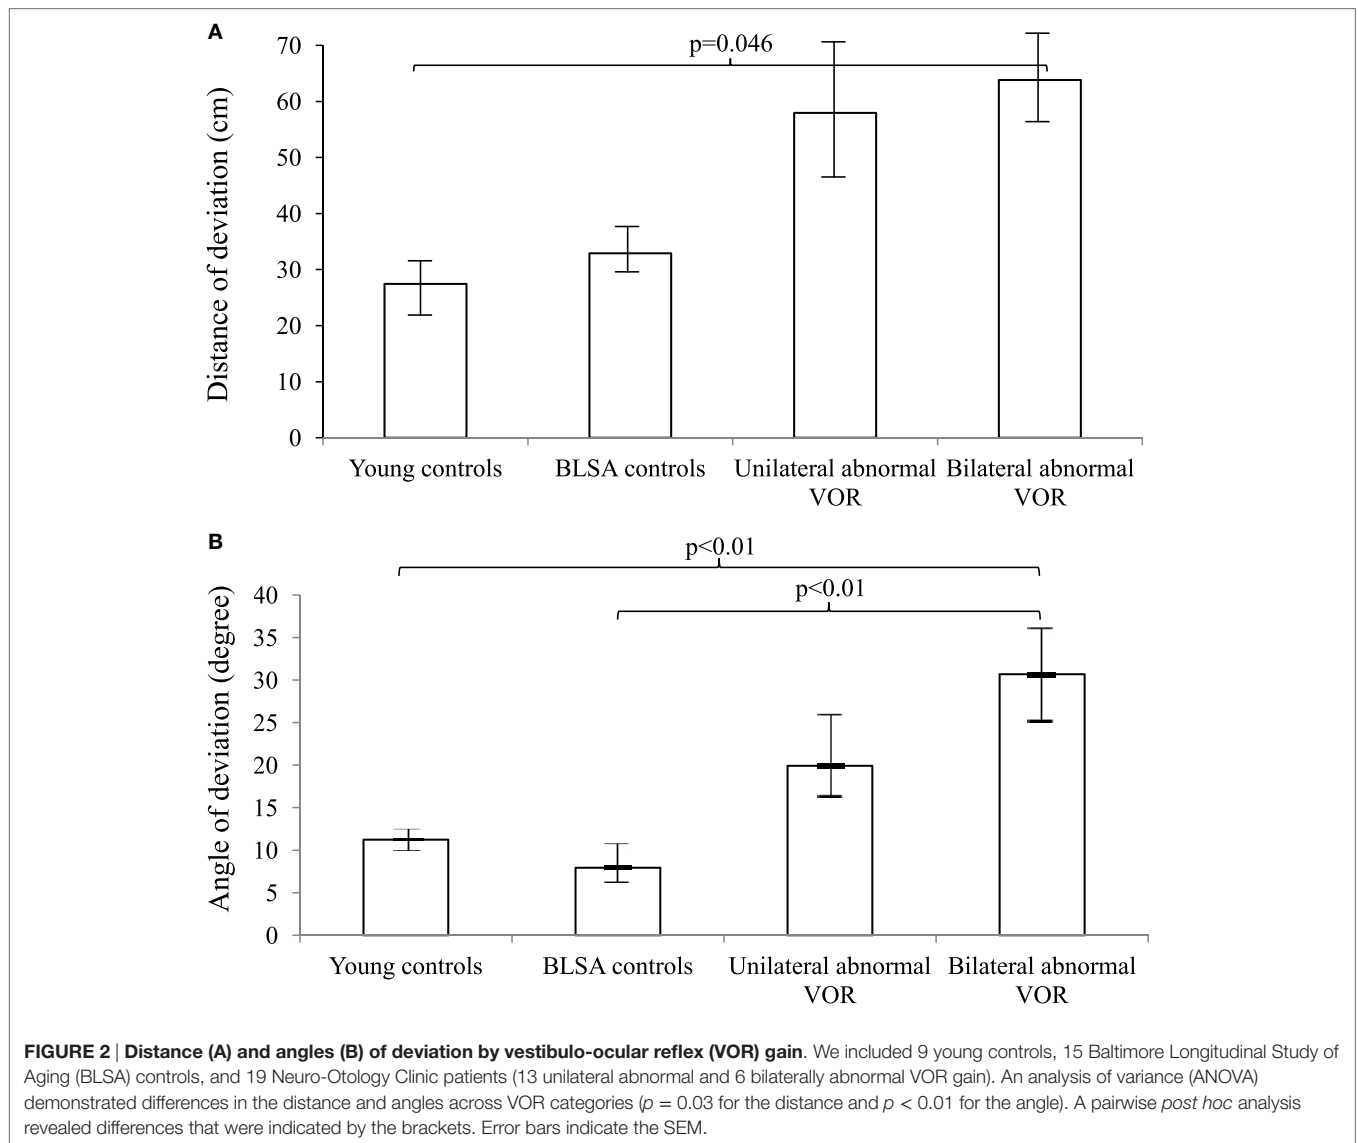 A
p=0.046
Distance of deviation (cm)
70
60
50
40
30
20
10
0
Young controls BLSA controls Unilateral abnormal Bilateral abnormal
VOR VOR
B
p<0.01
p<0.01
Angle of deviation (degree)
40
35
30
25
20
15
10
5
0
Young controls BLSA controls Unilateral abnormal Bilateral abnormal
VOR VOR
FIGURE 2 | Distance (A) and angles (B) of deviation by vestibulo-ocular reflex (VOR) gain. We included 9 young controls, 15 Baltimore Longitudinal Study of
Aging (BLSA) controls, and 19 Neuro-Otology Clinic patients (13 unilateral abnormal and 6 bilaterally abnormal VOR gain). An analysis of variance (ANOVA)
demonstrated differences in the distance and angles across VOR categories (p = 0.03 for the distance and p < 0.01 for the angle). A pairwise post hoc analysis
revealed differences that were indicated by the brackets. Error bars indicate the SEM.